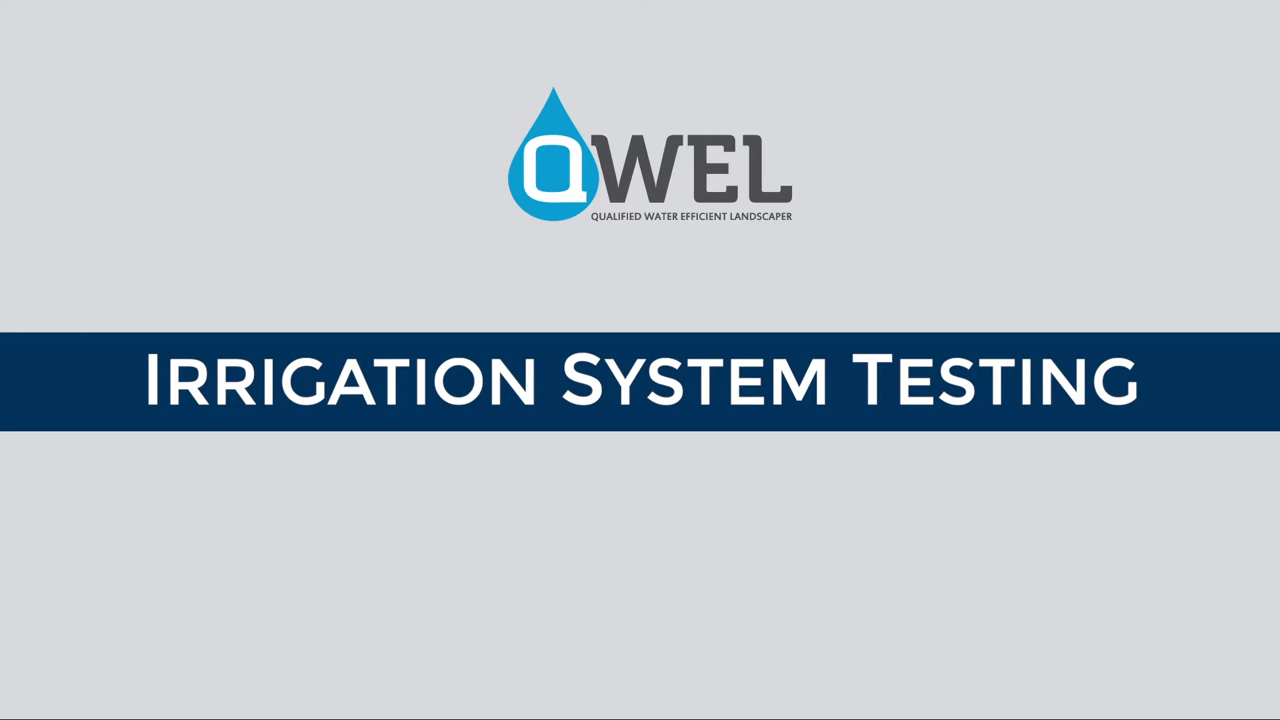 QWEL
QUALIFIED WATER EFFICIENT LANDSCAPER
IRRIGATION SYSTEM TESTING